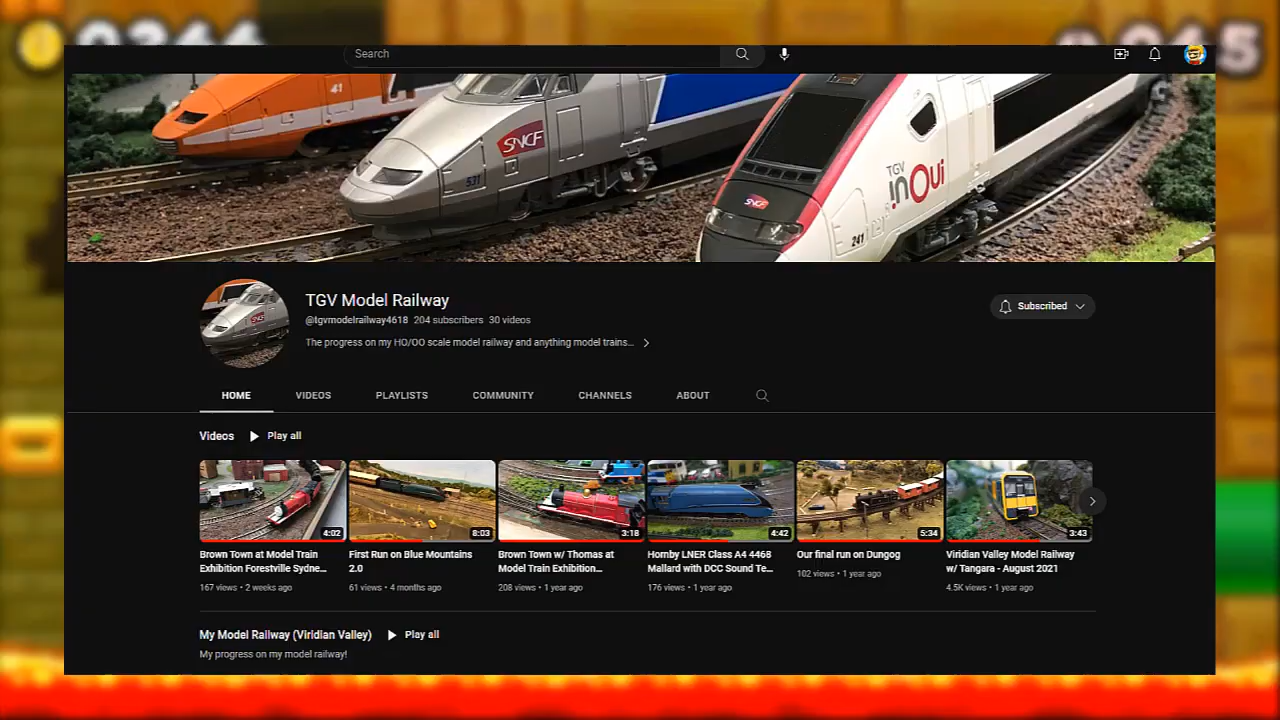 Search
41
SNCF
531
TGV
inOui
SNCF
241
TGV Model Railway
@tgvmodelrailway4618 204 subscribers 30 videos
The progress on my HO/OO scale model railway and anything model trains...
Subscribed
HOME VIDEOS PLAYLISTS COMMUNITY CHANNELS ABOUT
Videos Play all
4:02 8:03 3:18 4:42 5:34 3:43
Brown Town at Model Train
Exhibition Forestville Sydne...
167 views • 2 weeks ago
First Run on Blue Mountains
2.0
61 views • 4 months ago
Brown Town w/ Thomas at
Model Train Exhibition...
208 views • 1 year ago
Hornby LNER Class A4 4468
Mallard with DCC Sound Te...
176 views • 1 year ago
Our final run on Dungog
102 views • 1 year ago
Viridian Valley Model Railway
w/ Tangara - August 2021
4.5K views • 1 year ago
My Model Railway (Viridian Valley) Play all
My progress on my model railway!